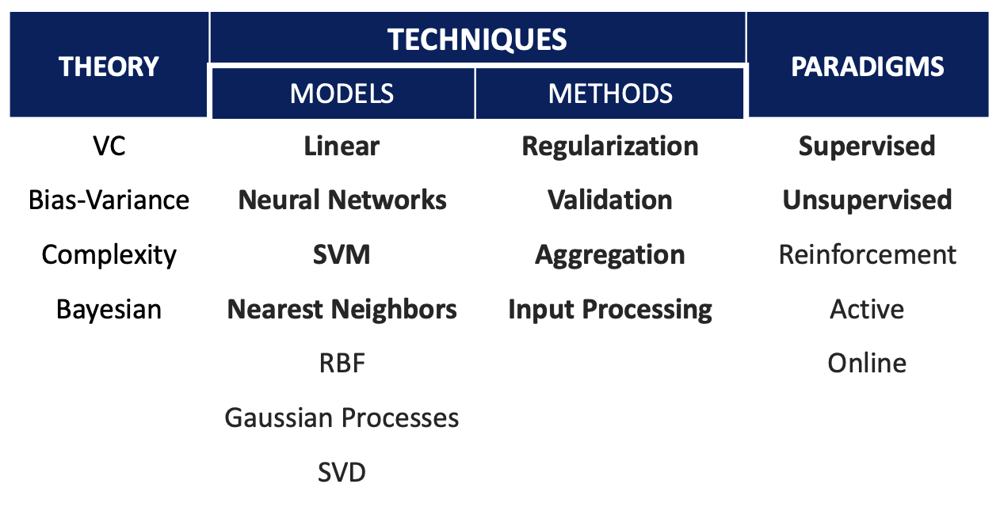 THEORY TECHNIQUES PARADIGMS
MODELS METHODS
VC Linear Regularization Supervised
Bias-Variance Neural Networks Validation Unsupervised
Complexity SVM Aggregation Reinforcement
Bayesian Nearest Neighbors Input Processing Active
RBF Online
Gaussian Processes
SVD